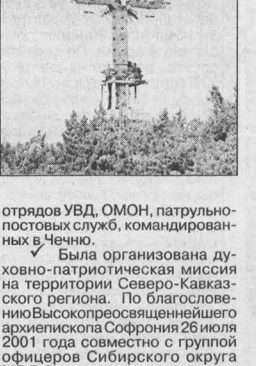 отрядов УВД, ОМОН, патрульно-
постовых служб, командирован-
ных в Чечню.
✓ Была организована ду-
ховно-патриотическая миссия
на территории Северо-Кавказ-
ского региона. По благослове-
нию Высокопреосвященнейшего
архиепископа Софрония 26 июля
2001 года совместно с группой
офицеров Сибирского округа